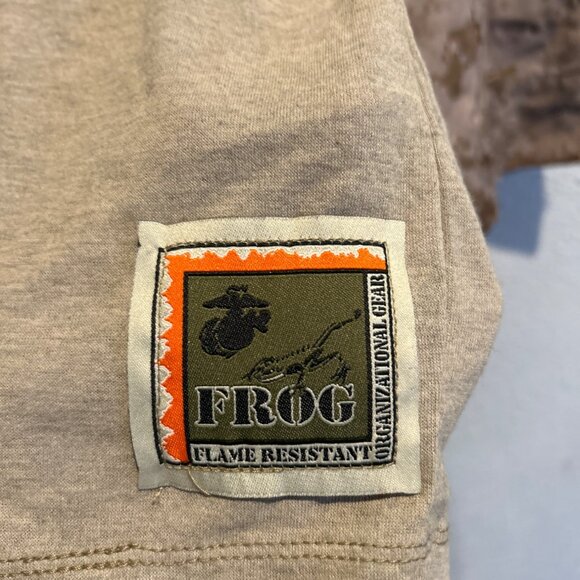 FROG
FLAME RESISTANT
ORGANIZATIONAL GEAR